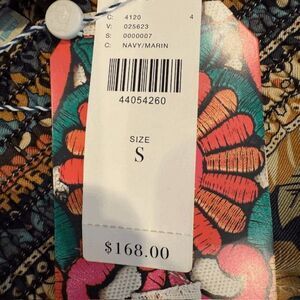 C: 4120 4
V: 025623
S: 0000007
C: NAVY/MARIN
44054260
SIZE
S
$168.00